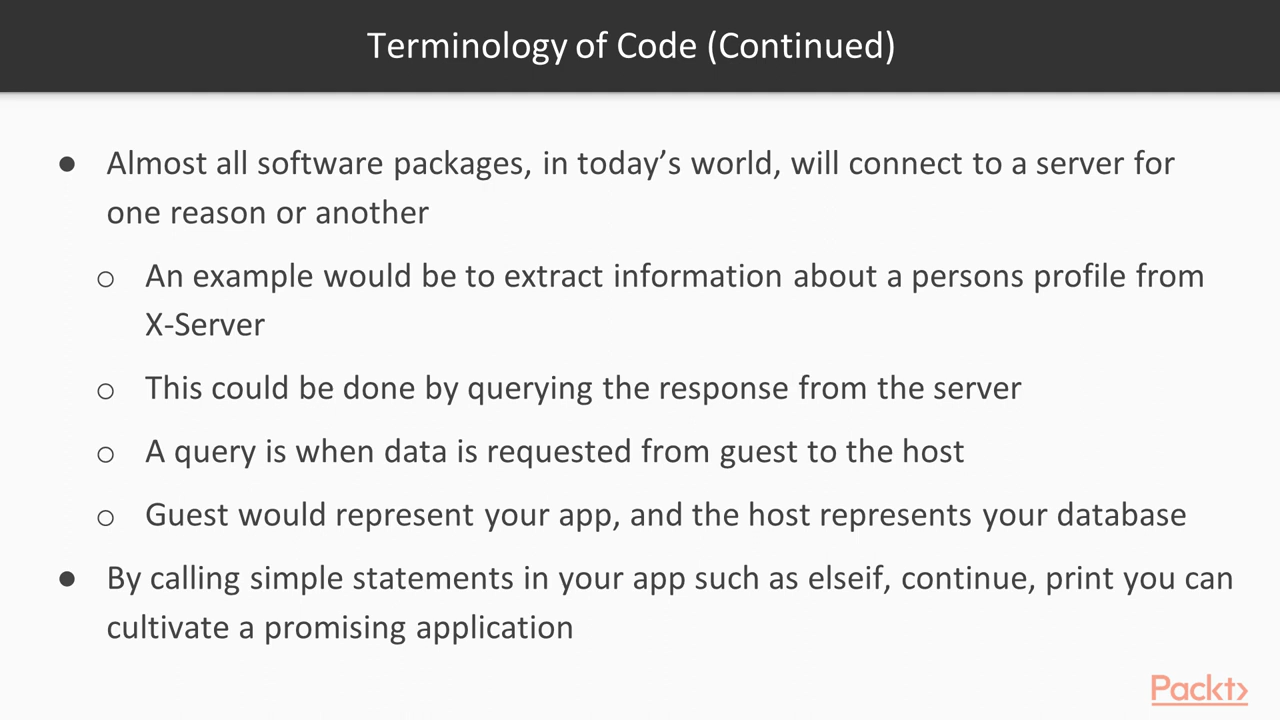 Terminology of Code (Continued)
● Almost all software packages, in today’s world, will connect to a server for
one reason or another
o An example would be to extract information about a persons profile from
X-Server
o This could be done by querying the response from the server
o A query is when data is requested from guest to the host
o Guest would represent your app, and the host represents your database
● By calling simple statements in your app such as elseif, continue, print you can
cultivate a promising application
Packt>